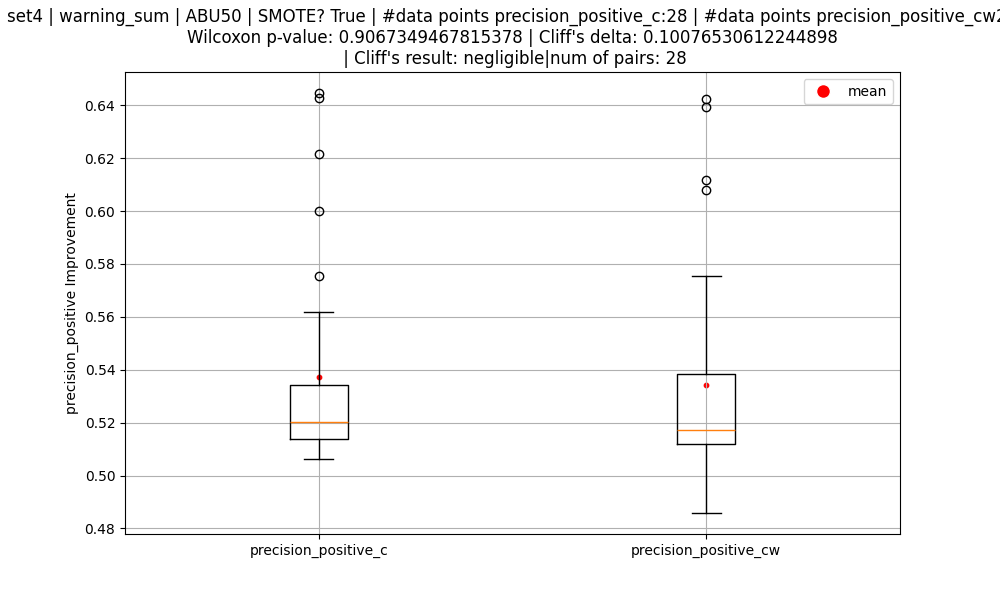 set4 | warning_sum | ABU50 | SMOTE? True | #data points precision_positive_c:28 | #data points precision_positive_cw2
Wilcoxon p-value: 0.9067349467815378 | Cliff's delta: 0.10076530612244898
| Cliff's result: negligible|num of pairs: 28
mean
0.64
0.62
0.60
0.58
0.56
0.54
0.52
0.50
0.48
precision_positive Improvement
precision_positive_c
precision_positive_cw